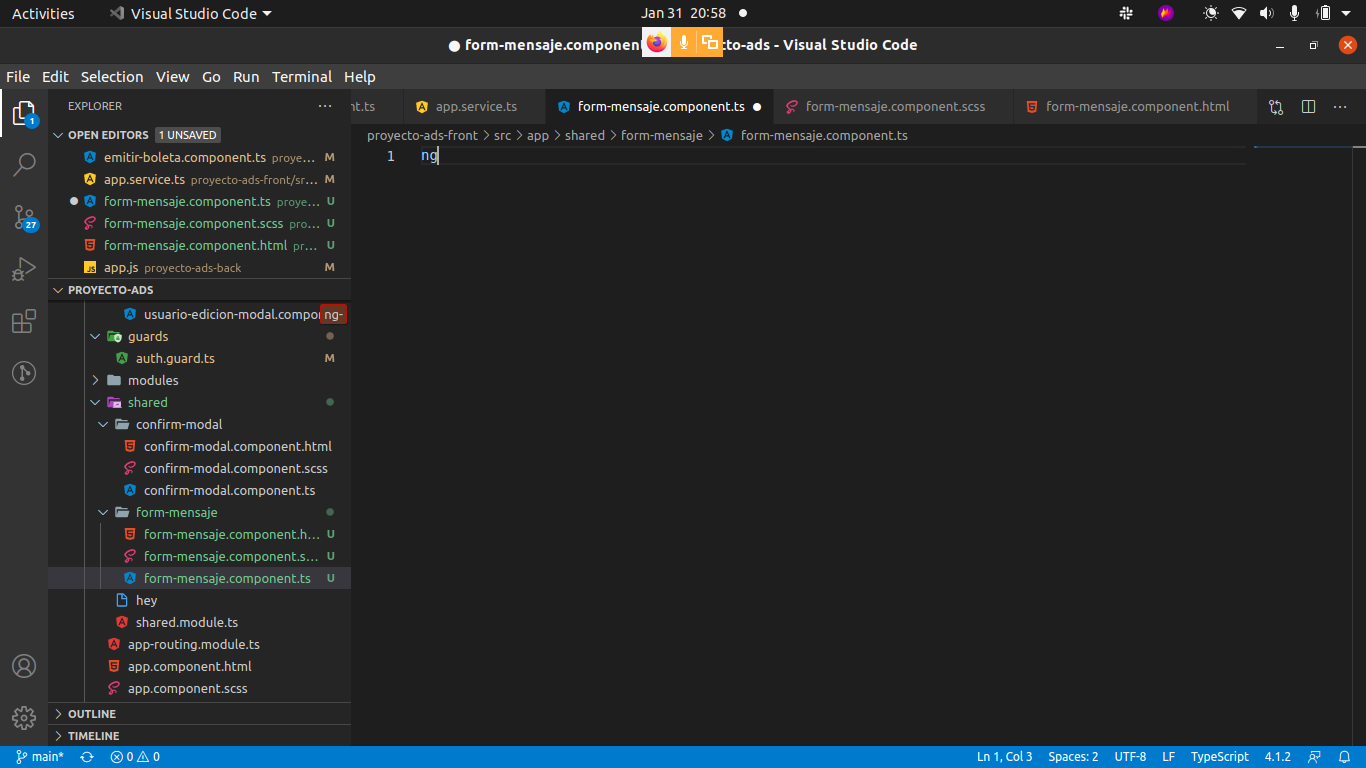 Activities
Visual Studio Code
Jan 31 20:58
form-mensaje.component
cto-ads - Visual Studio Code
File Edit Selection View Go Run Terminal Help
EXPLORER
1
OPEN EDITORS 1 UNSAVED
emitir-boleta.component.ts proye... M
app.service.ts proyecto-ads-front/sr... M
form-mensaje.component.ts proye... U
form-mensaje.component.scss pro... U
form-mensaje.component.html pr... U
JS app.js proyecto-ads-back M
27
PROYECTO-ADS
usuario-edicion-modal.compo ng-
guards
auth.guard.ts M
modules
shared
confirm-modal
confirm-modal.component.html
confirm-modal.component.scss
confirm-modal.component.ts
form-mensaje
form-mensaje.component.h... U
form-mensaje.component.s... U
form-mensaje.component.ts U
hey
shared.module.ts
app-routing.module.ts
app.component.html
app.component.scss
OUTLINE
TIMELINE
nt.ts app.service.ts form-mensaje.component.ts form-mensaje.component.scss form-mensaje.component.html
proyecto-ads-front > src > app > shared > form-mensaje > form-mensaje.component.ts
1 ng
main* 0 0 Ln 1, Col 3 Spaces: 2 UTF-8 LF TypeScript 4.1.2